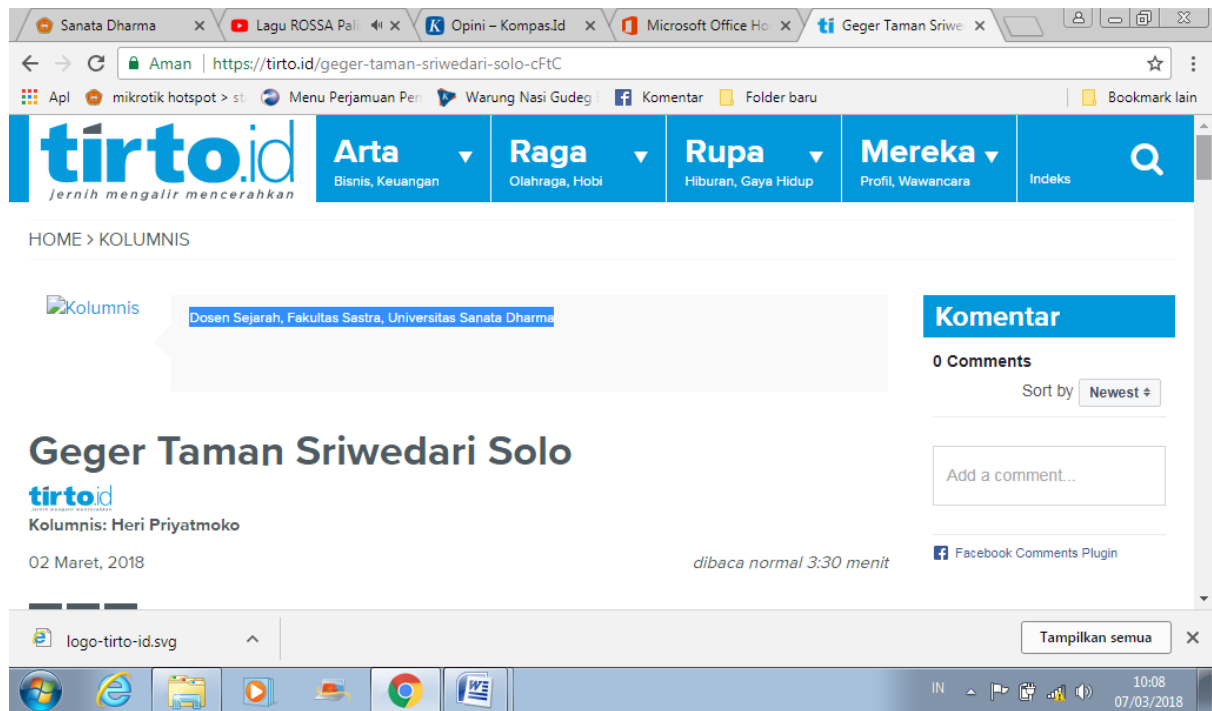 Sanata Dharma
Lagu ROSSA Pali
Opini – Kompas.Id
Microsoft Office Ho
Geger Taman Sriwe
Aman | https://tirto.id/geger-taman-sriwedari-solo-cFtC
Apl mikrotik hotspot > st Menu Perjamuan Per Warung Nasi Gudeg Komentar Folder baru Bookmark lain
tirto.id
jernih mengalir mencerahkan
Arta
Bisnis, Keuangan
Raga
Olahraga, Hobi
Rupa
Hiburan, Gaya Hidup
Mereka
Profil, Wawancara
Indeks
HOME > KOLUMNIS
Kolumnis
Dosen Sejarah, Fakultas Sastra, Universitas Sanata Dharma
Komentar
0 Comments
Sort by Newest
Add a comment...
Facebook Comments Plugin
Geger Taman Sriwedari Solo
tirto.id
jernih mengalir mencerahkan
Kolumnis: Heri Priyatmoko
02 Maret, 2018
dibaca normal 3:30 menit
logo-tirto-id.svg
Tampilkan semua
IN
10:08
07/03/2018